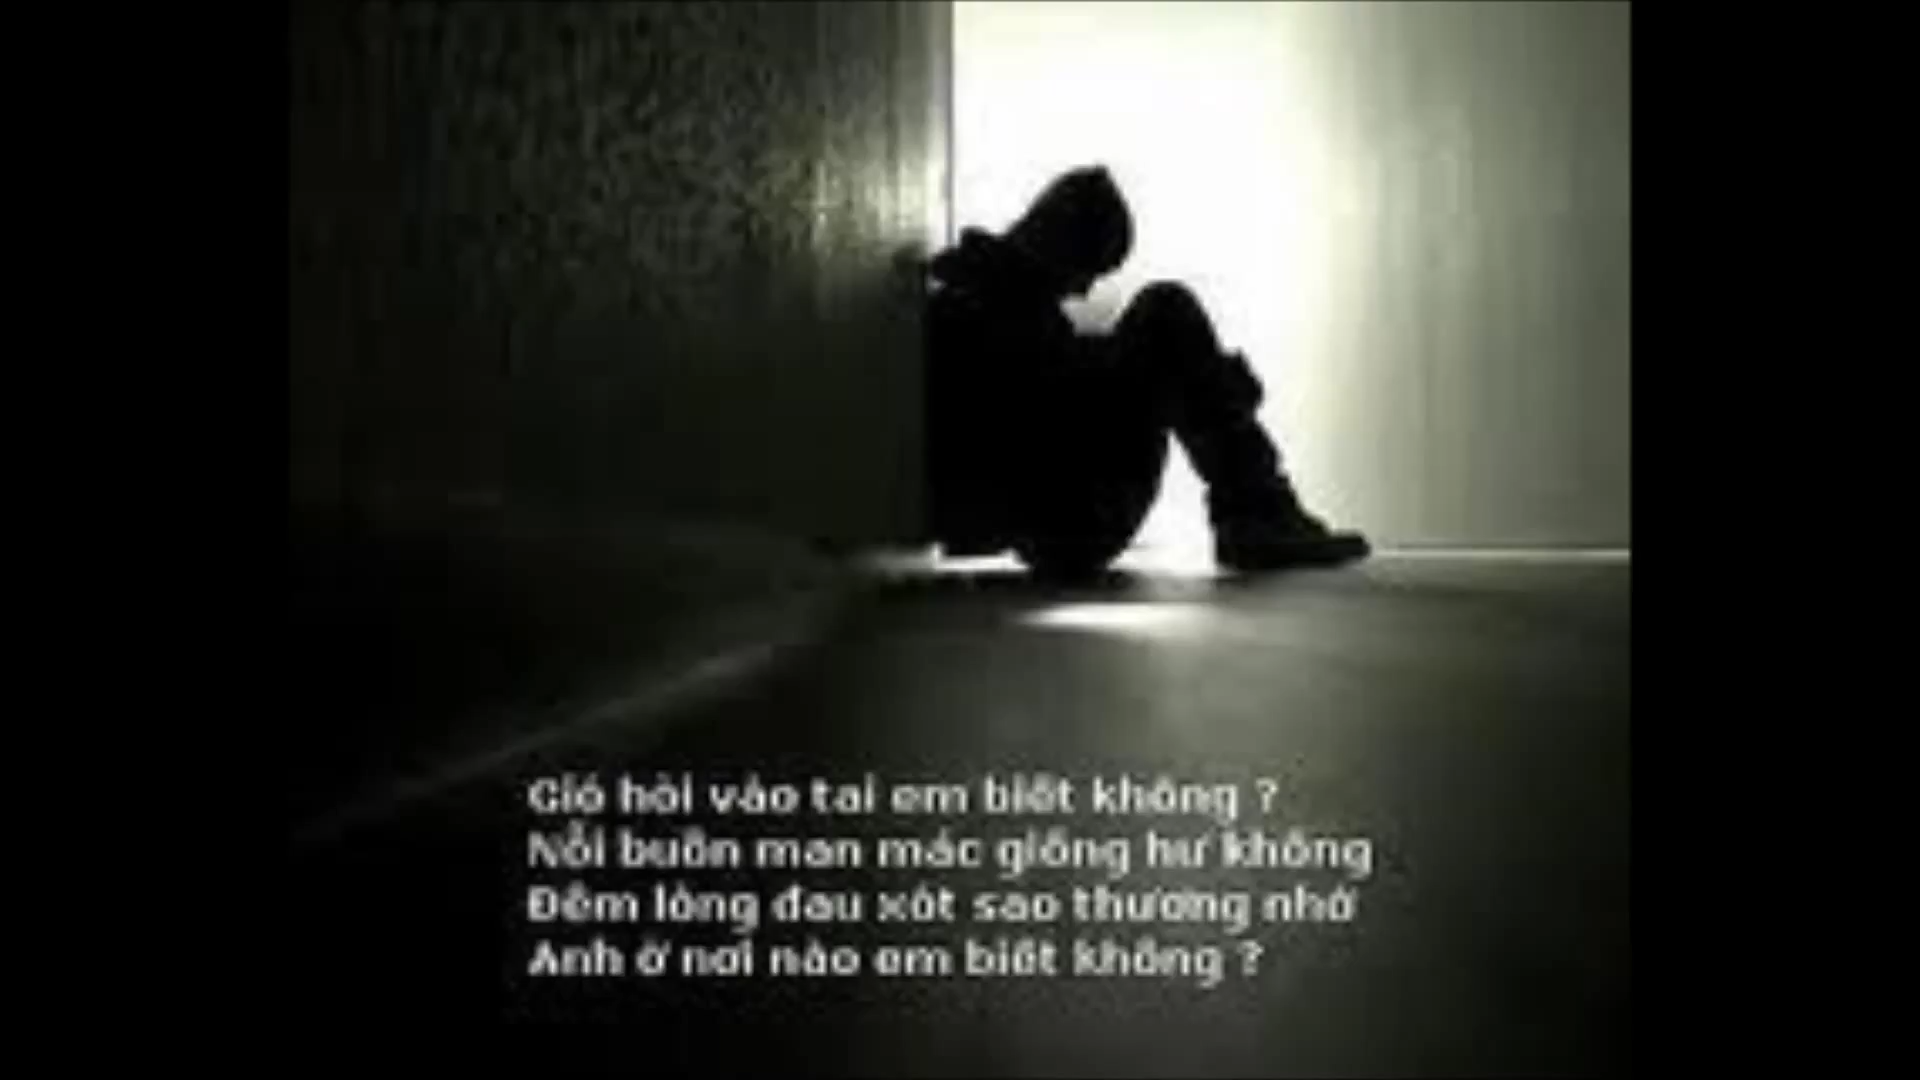 Gió hỏi vào tai em biết không ?
Nỗi buồn man mác giống hư không
Đêm lòng đau xót sao thương nhớ
Anh ở nơi nào em biết không ?